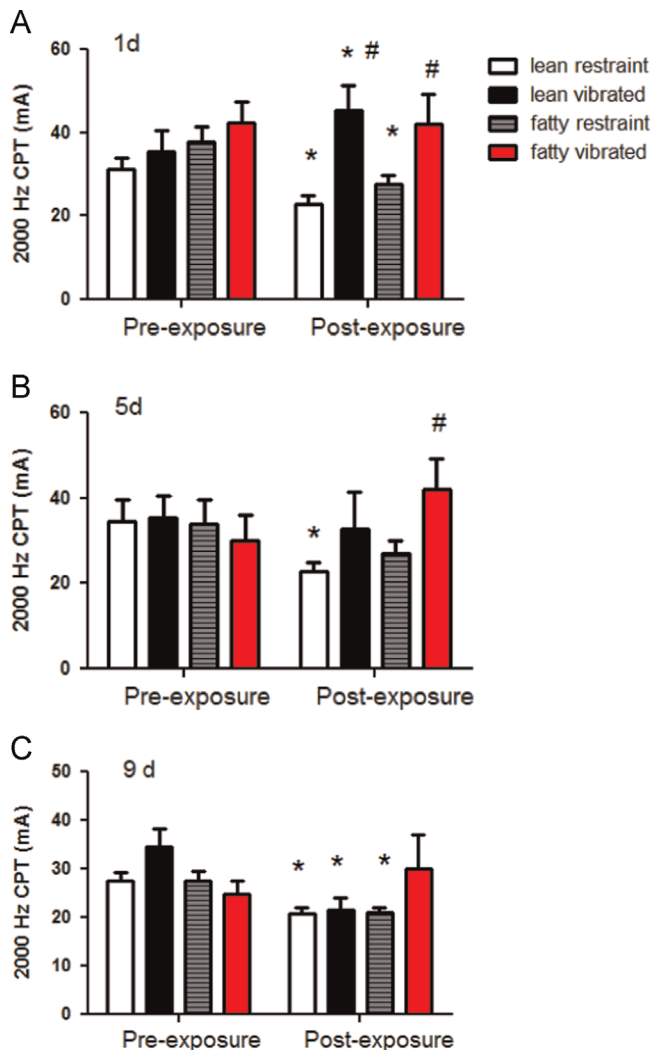 A
1d
2000 Hz CPT (mA)
60
40
20
0
* # #
* *
Pre-exposure Post-exposure
lean restraint
lean vibrated
fatty restraint
fatty vibrated
B
5d
2000 Hz CPT (mA)
60
40
20
0
#
*
Pre-exposure Post-exposure
C
9 d
2000 Hz CPT (mA)
50
40
30
20
10
0
* * *
Pre-exposure Post-exposure